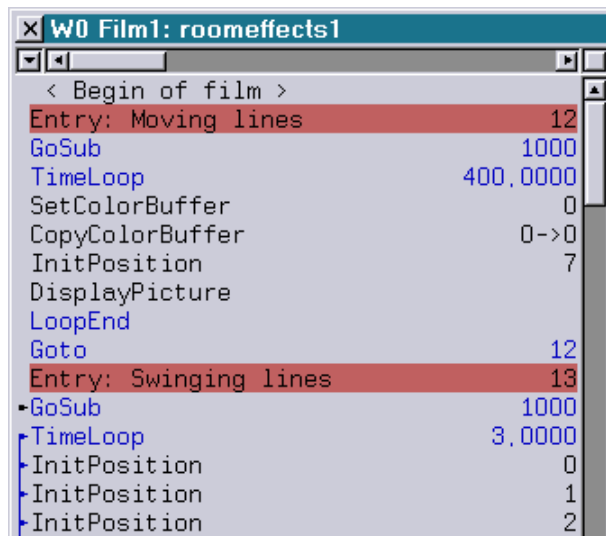 W0 Film1: roomeffects1
< Begin of film >
Entry: Moving lines 12
GoSub 1000
TimeLoop 400,0000
SetColorBuffer 0
CopyColorBuffer 0->0
InitPosition 7
DisplayPicture
LoopEnd
Goto 12
Entry: Swinging lines 13
GoSub 1000
TimeLoop 3,0000
InitPosition 0
InitPosition 1
InitPosition 2